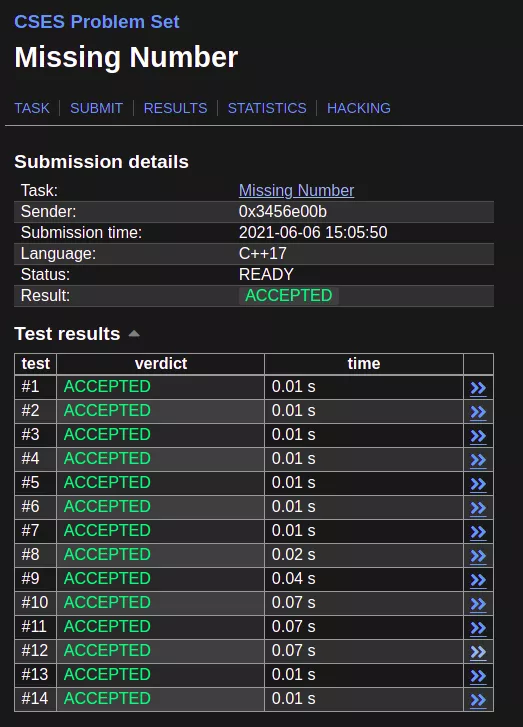 CSES Problem Set
Missing Number
TASK | SUBMIT | RESULTS | STATISTICS | HACKING
Submission details
Task: Missing Number
Sender: 0x3456e00b
Submission time: 2021-06-06 15:05:50
Language: C++17
Status: READY
Result: ACCEPTED
Test results
test verdict time
#1 ACCEPTED 0.01 s »
#2 ACCEPTED 0.01 s »
#3 ACCEPTED 0.01 s »
#4 ACCEPTED 0.01 s »
#5 ACCEPTED 0.01 s »
#6 ACCEPTED 0.01 s »
#7 ACCEPTED 0.01 s »
#8 ACCEPTED 0.02 s »
#9 ACCEPTED 0.04 s »
#10 ACCEPTED 0.07 s »
#11 ACCEPTED 0.07 s »
#12 ACCEPTED 0.07 s »
#13 ACCEPTED 0.01 s »
#14 ACCEPTED 0.01 s »